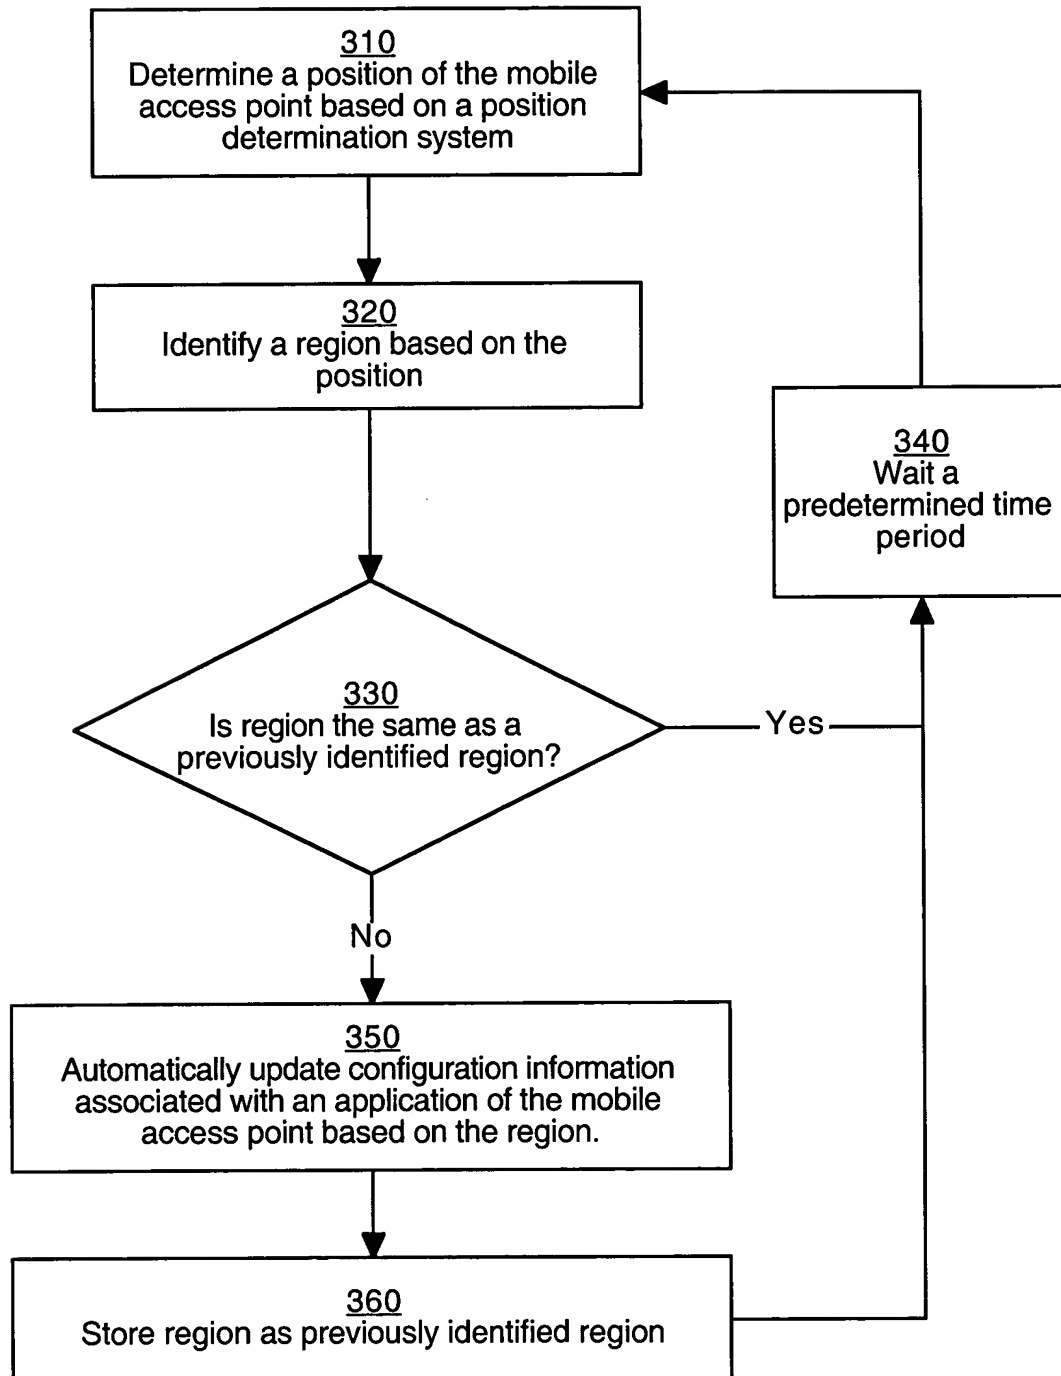 310
Determine a position of the mobile
access point based on a position
determination system
320
Identify a region based on the
position
340
Wait a
predetermined time
period
330
Is region the same as a
previously identified region?
Yes
No
350
Automatically update configuration information
associated with an application of the mobile
access point based on the region.
360
Store region as previously identified region